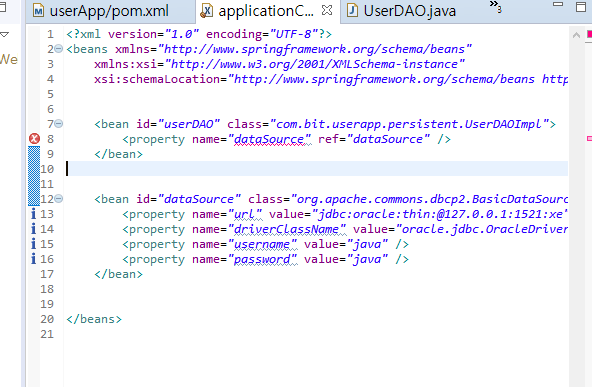 userApp/pom.xml applicationC... UserDAO.java »3
We
1 <?xml version="1.0" encoding="UTF-8"?>
2 <beans xmlns="http://www.springframework.org/schema/beans"
3 xmlns:xsi="http://www.w3.org/2001/XMLSchema-instance"
4 xsi:schemaLocation="http://www.springframework.org/schema/beans http
5
6
7 <bean id="userDAO" class="com.bit.userapp.persistent.UserDAOImpl">
8 <property name="dataSource" ref="dataSource" />
9 </bean>
10
11
12 <bean id="dataSource" class="org.apache.commons.dbcp2.BasicDataSourc
13 <property name="url" value="jdbc:oracle:thin:@127.0.0.1:1521:xe"
14 <property name="driverClassName" value="oracle.jdbc.OracleDriver
15 <property name="username" value="java" />
16 <property name="password" value="java" />
17 </bean>
18
19
20 </beans>
21